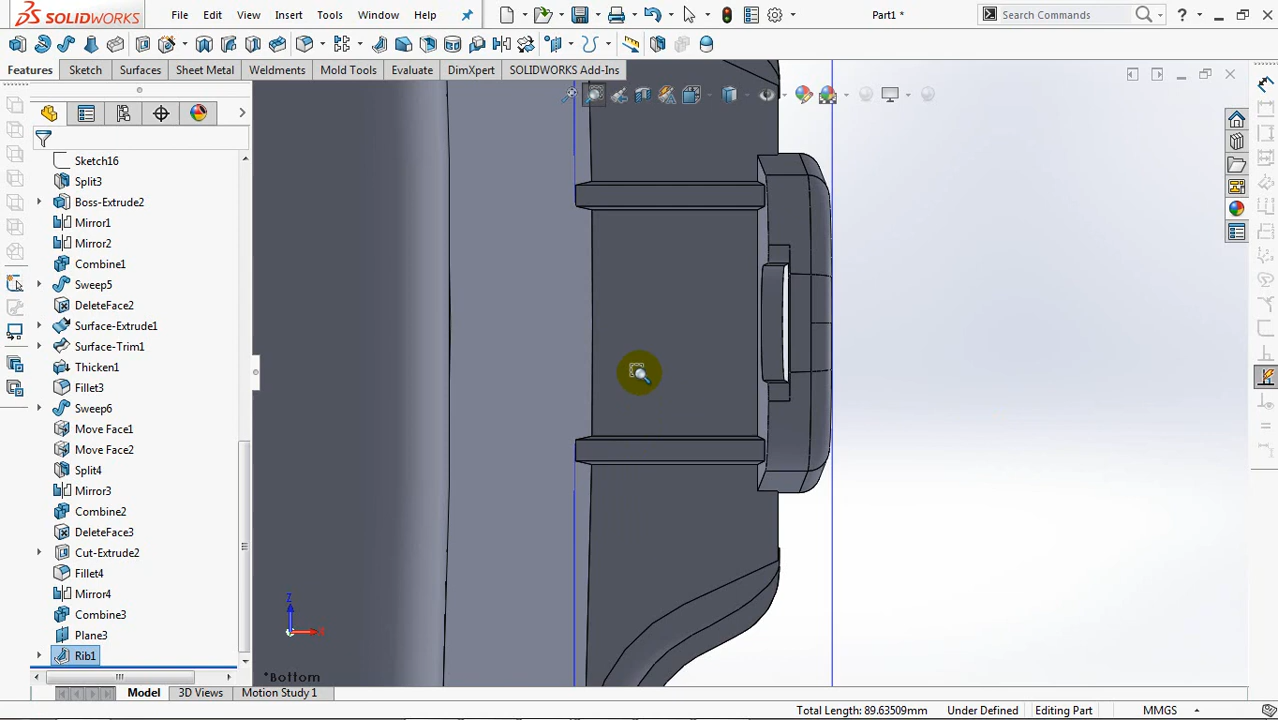 SOLIDWORKS File Edit View Insert Tools Window Help Part1 * Search Commands ?
Features Sketch Surfaces Sheet Metal Weldments Mold Tools Evaluate DimXpert SOLIDWORKS Add-Ins
Sketch16
Split3
Boss-Extrude2
Mirror1
Mirror2
Combine1
Sweep5
DeleteFace2
Surface-Extrude1
Surface-Trim1
Thicken1
Fillet3
Sweep6
Move Face1
Move Face2
Split4
Mirror3
Combine2
DeleteFace3
Cut-Extrude2
Fillet4
Mirror4
Combine3
Plane3
Rib1
Z
X
*Bottom
Model 3D Views Motion Study 1
Total Length: 89.63509mm Under Defined Editing Part MMGS